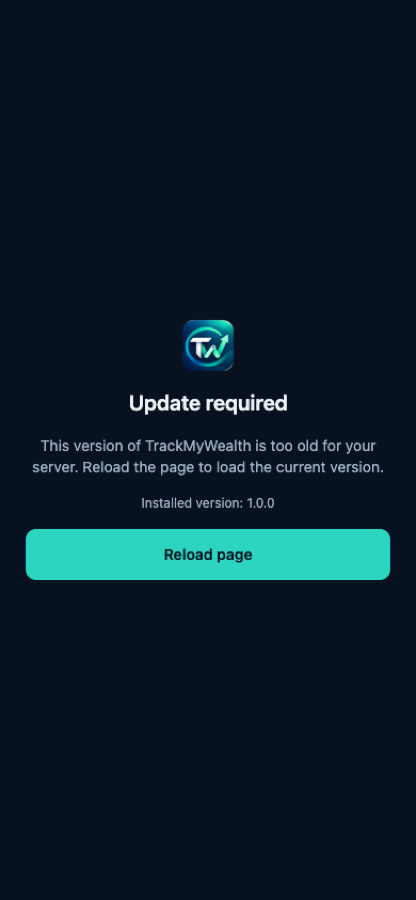 TW
Update required
This version of TrackMyWealth is too old for your
server. Reload the page to load the current version.
Installed version: 1.0.0
Reload page